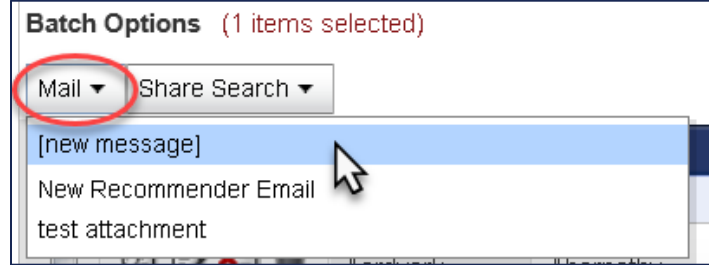 Batch Options (1 items selected)
Mail ▼ Share Search ▼
[new message]
New Recommender Email
test attachment